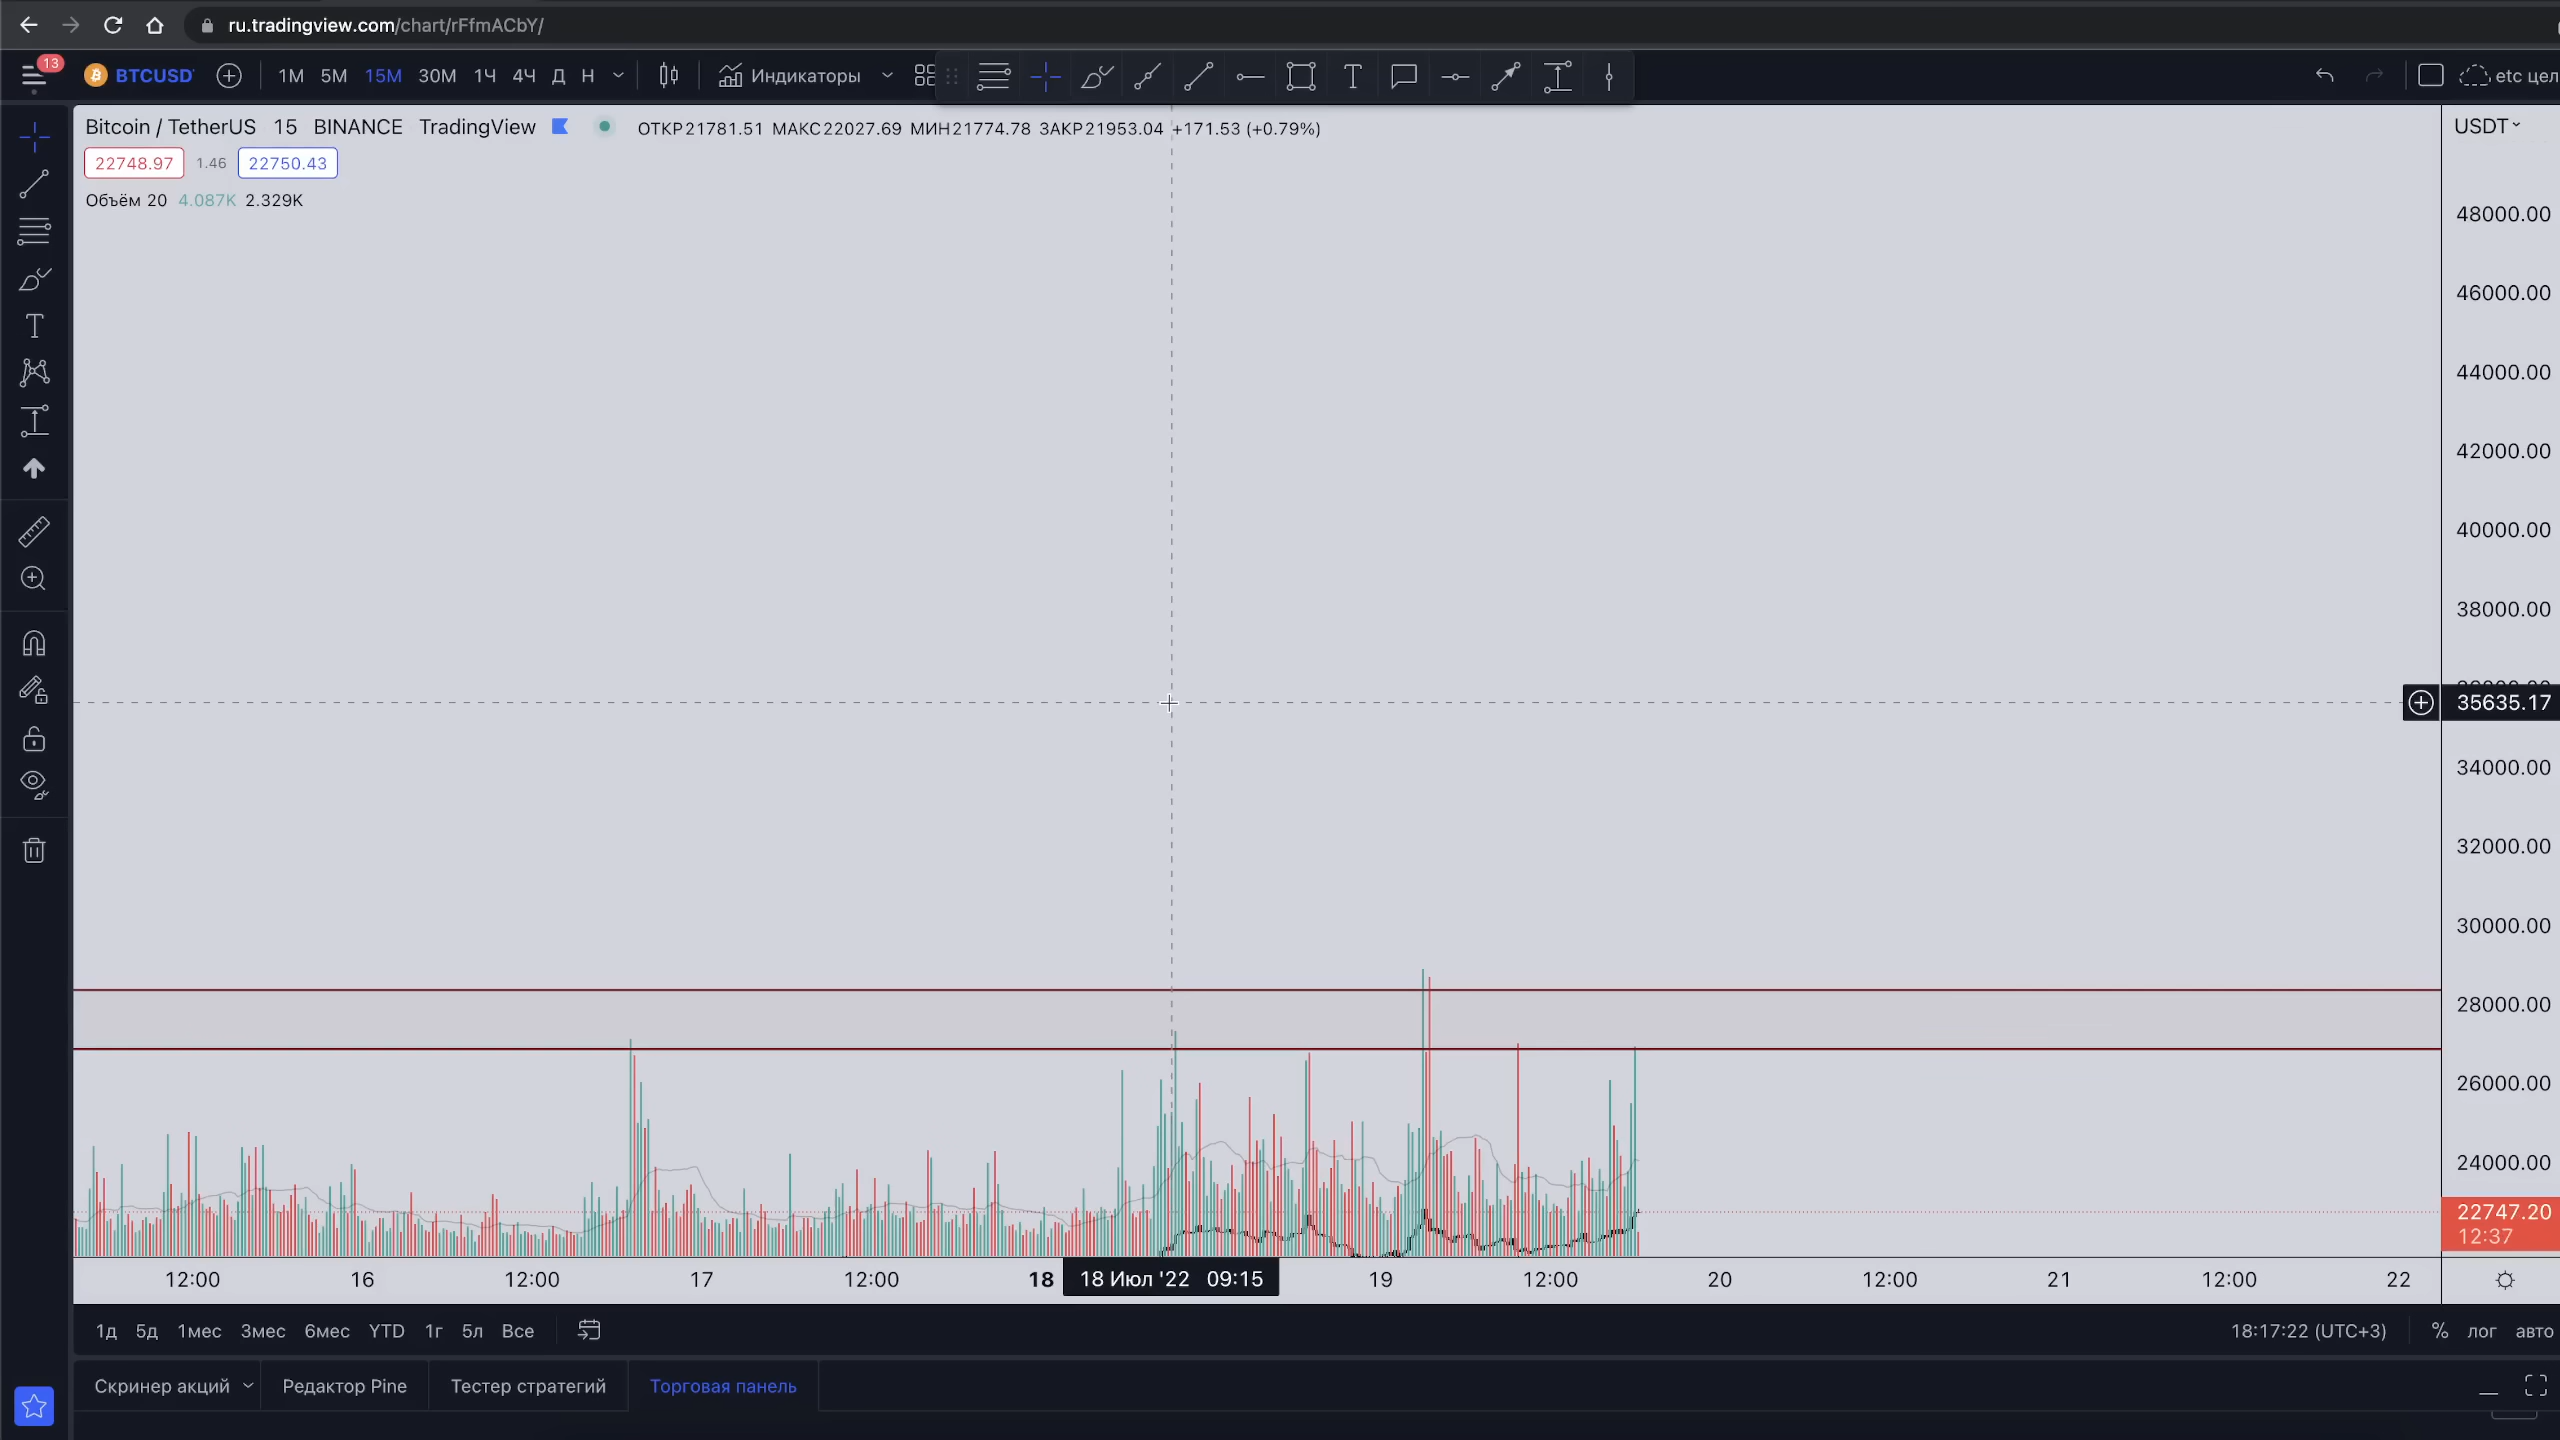 ru.tradingview.com/chart/rFfmACbY/
13
BTCUSD 1М 5М 15М 30М 1Ч 4Ч Д Н Индикаторы etc цел
Bitcoin / TetherUS 15 BINANCE TradingView ОТКР21781.51 МАКС22027.69 МИН21774.78 ЗАКР21953.04 +171.53 (+0.79%)
USDT
22748.97 1.46 22750.43
Объём 20 4.087K 2.329K
48000.00
46000.00
44000.00
42000.00
40000.00
38000.00
35635.17
34000.00
32000.00
30000.00
28000.00
26000.00
24000.00
22747.20
12:37
12:00 16 12:00 17 12:00 18 18 Июл '22 09:15 19 12:00 20 12:00 21 12:00 22
1д 5д 1мес 3мес 6мес YTD 1г 5л Все 18:17:22 (UTC+3) % лог авто
Скринер акций Редактор Pine Тестер стратегий Торговая панель